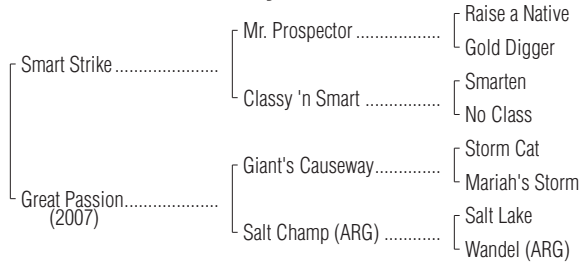 Raise a Native
Mr. Prospector ..................
Gold Digger
Smart Strike ......................
Smarten
Classy 'n Smart ................
No Class
Storm Cat
Giant's Causeway..............
Mariah's Storm
Great Passion....................
(2007)
Salt Lake
Salt Champ (ARG) ............
Wandel (ARG)